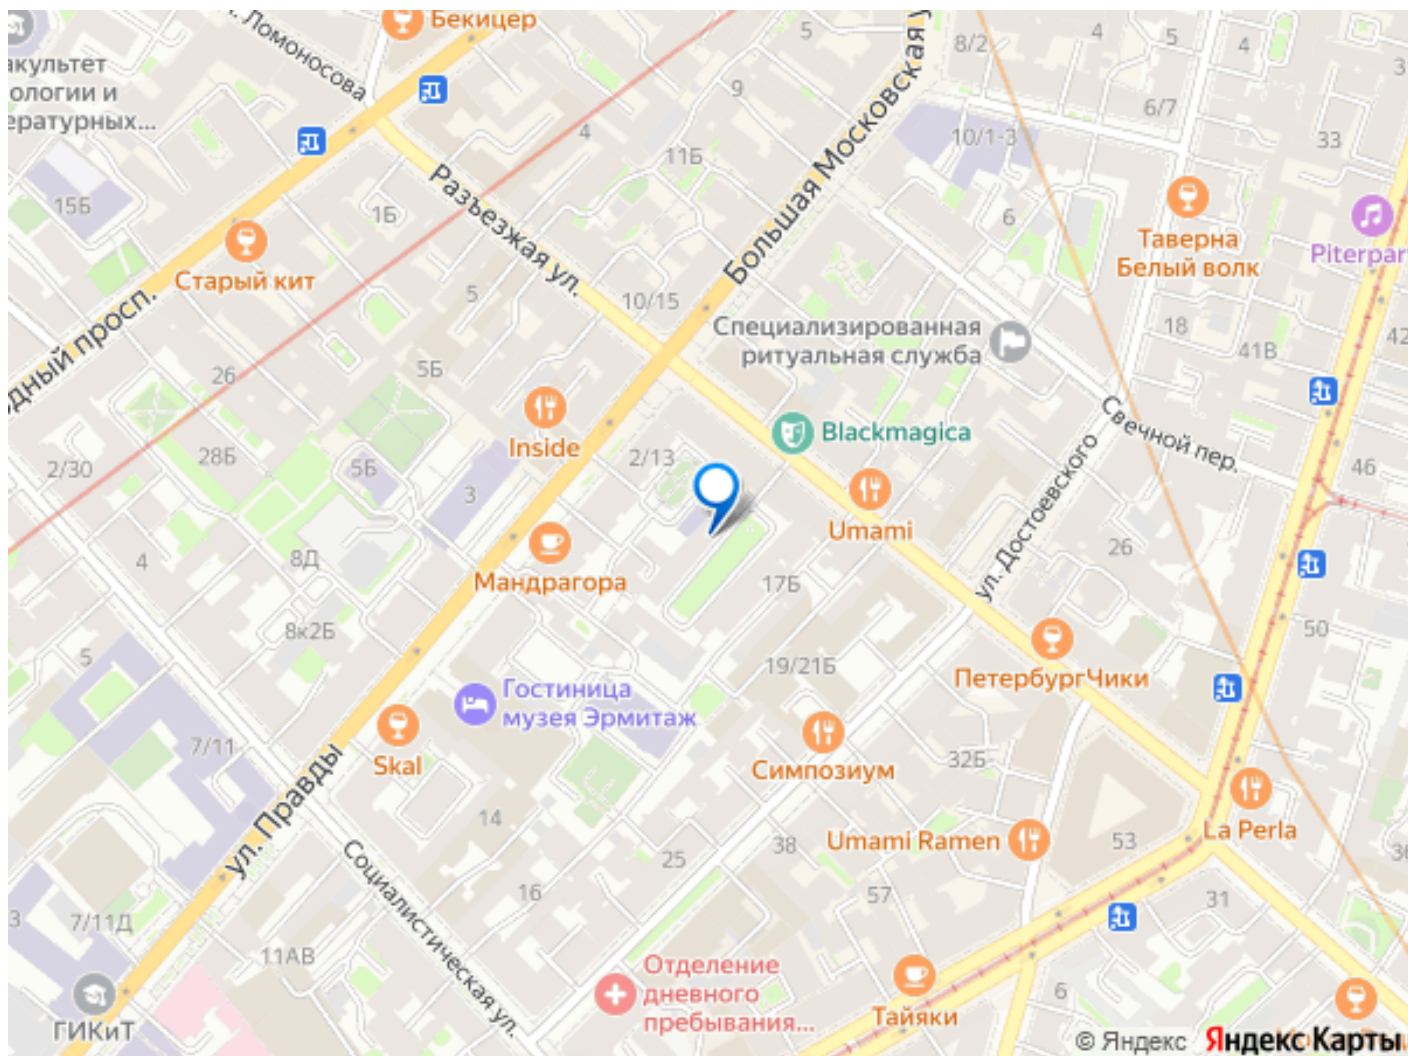 Бекицер
Ломоносова
акультет
ологии и
ературных...
15Б
1Б
4
11Б
9
5
8/2
4
5
4
3
6/7
10/1-3
33
Разъезжая ул.
Большая Московская у
6
Таверна
Белый волк
Piterpar
Старый кит
5
10/15
Специализированная
ритуальная служба
18
41В
42
дный просп.
26
5Б
Inside
2/13
Blackmagica
Свечной пер.
46
2/30
28Б
5Б
3
Umami
ул. Достоевского
26
4
8Д
Мандрагора
17Б
8к2Б
50
5
19/21Б
ПетербургЧики
Гостиница
музея Эрмитаж
7/11
Skal
Симпозиум
32Б
ул. Правды
14
La Perla
Umami Ramen
53
Социалистическая ул.
25
38
36
16
57
31
3
7/11Д
11АВ
Отделение
дневного
пребывания...
6
ГИКиТ
Тайяки
© Яндекс
Яндекс Карты